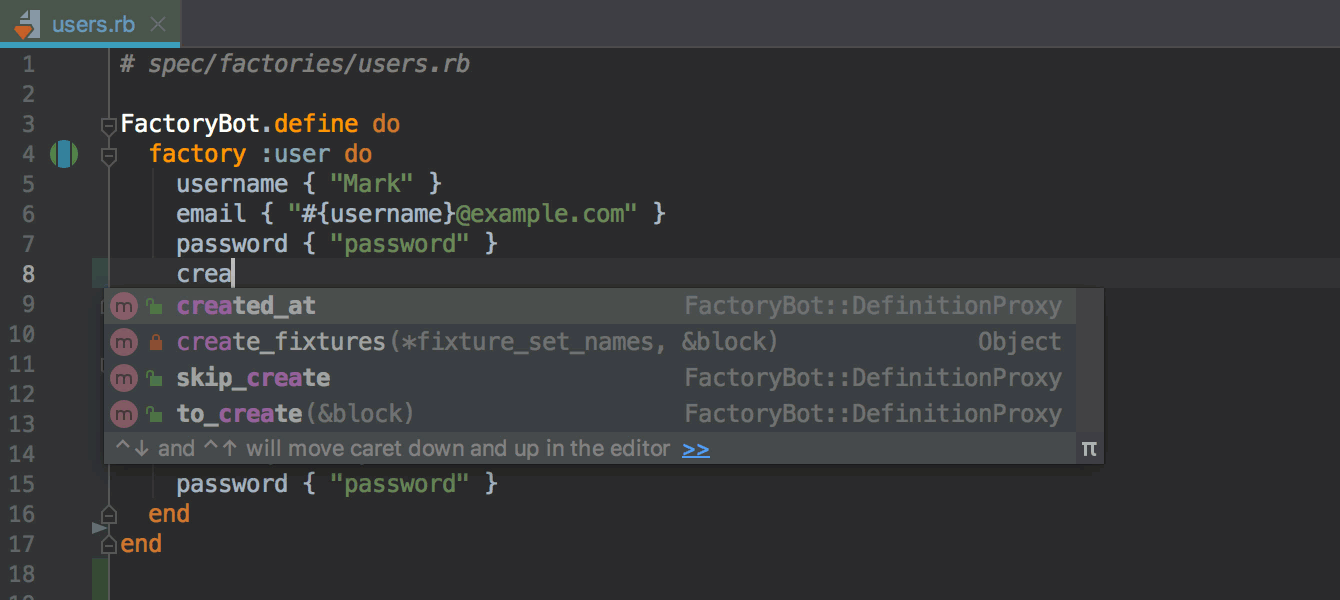 users.rb
1 # spec/factories/users.rb
2
3 FactoryBot.define do
4 factory :user do
5 username { "Mark" }
6 email { "#{username}@example.com" }
7 password { "password" }
8 crea
9 m created_at FactoryBot::DefinitionProxy
10 m create_fixtures(*fixture_set_names, &block) Object
11
12 m skip_create FactoryBot::DefinitionProxy
13 m to_create(&block) FactoryBot::DefinitionProxy
14 ^↓ and ^↑ will move caret down and up in the editor >> π
15 password { "password" }
16 end
17 end
18